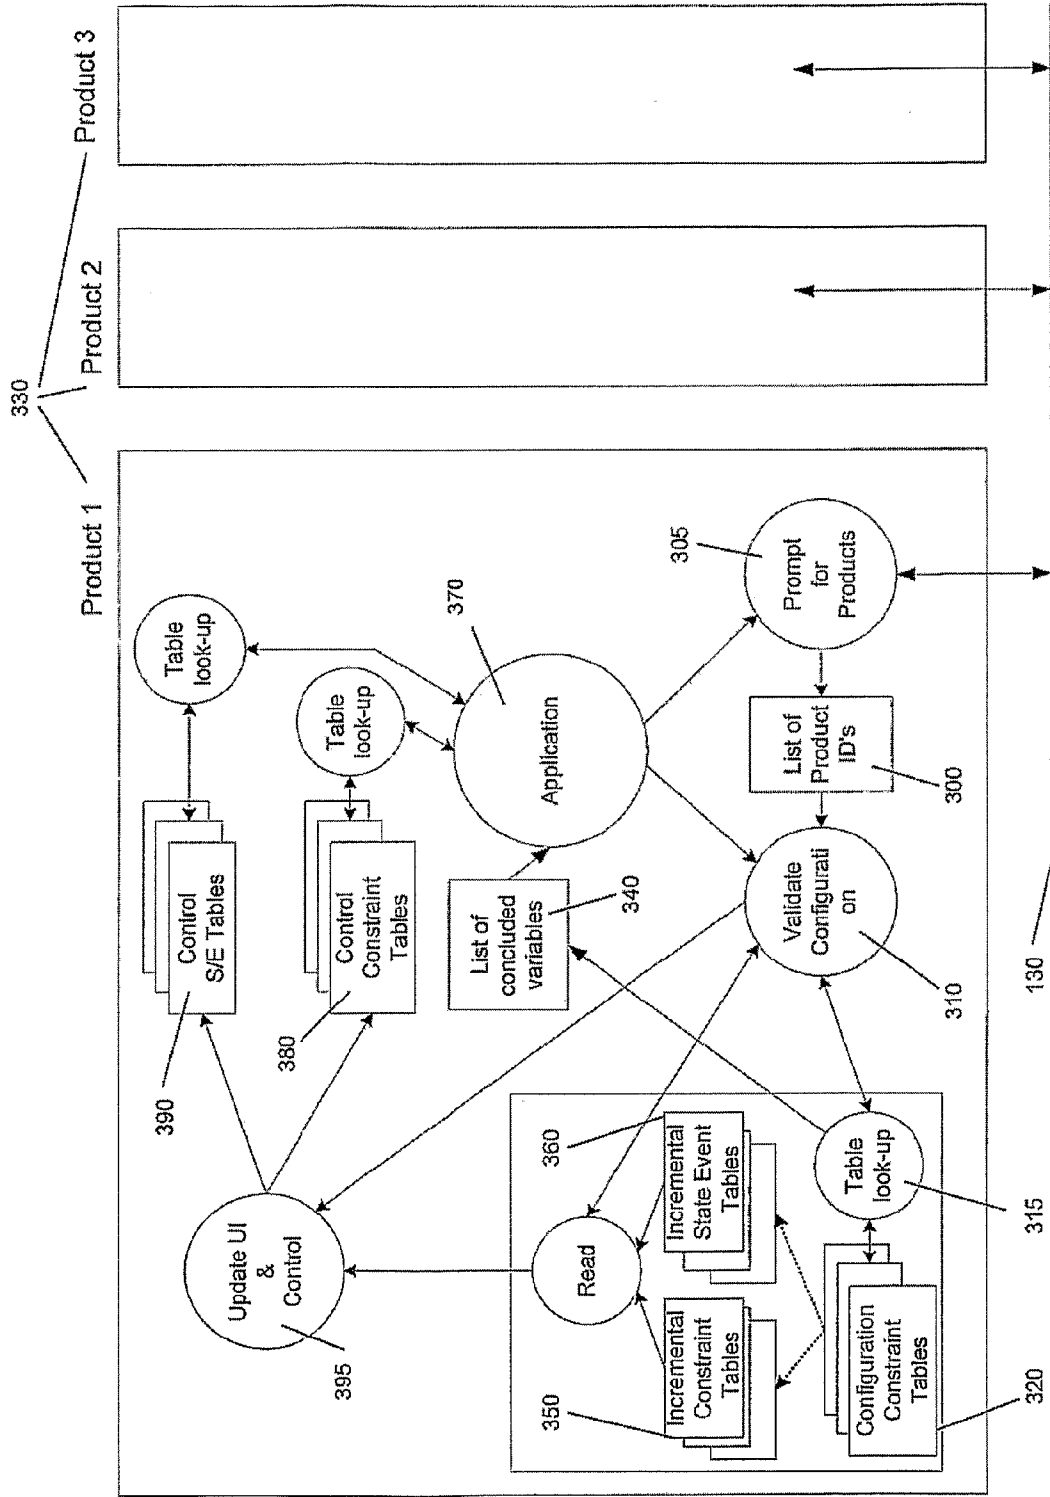 330
Product 1
Product 2
Product 3
390
Control
S/E Tables
Table
look-up
395
Update UI
&
Control
380
Control
Constraint
Tables
Table
look-up
370
Application
List of
concluded
variables
340
Read
360
Incremental
State Event
Tables
350
Incremental
Constraint
Tables
305
Prompt
for
Products
List of
Product
ID's
300
Validate
Configurati
on
310
Table
look-up
315
Configuration
Constraint
Tables
320
130